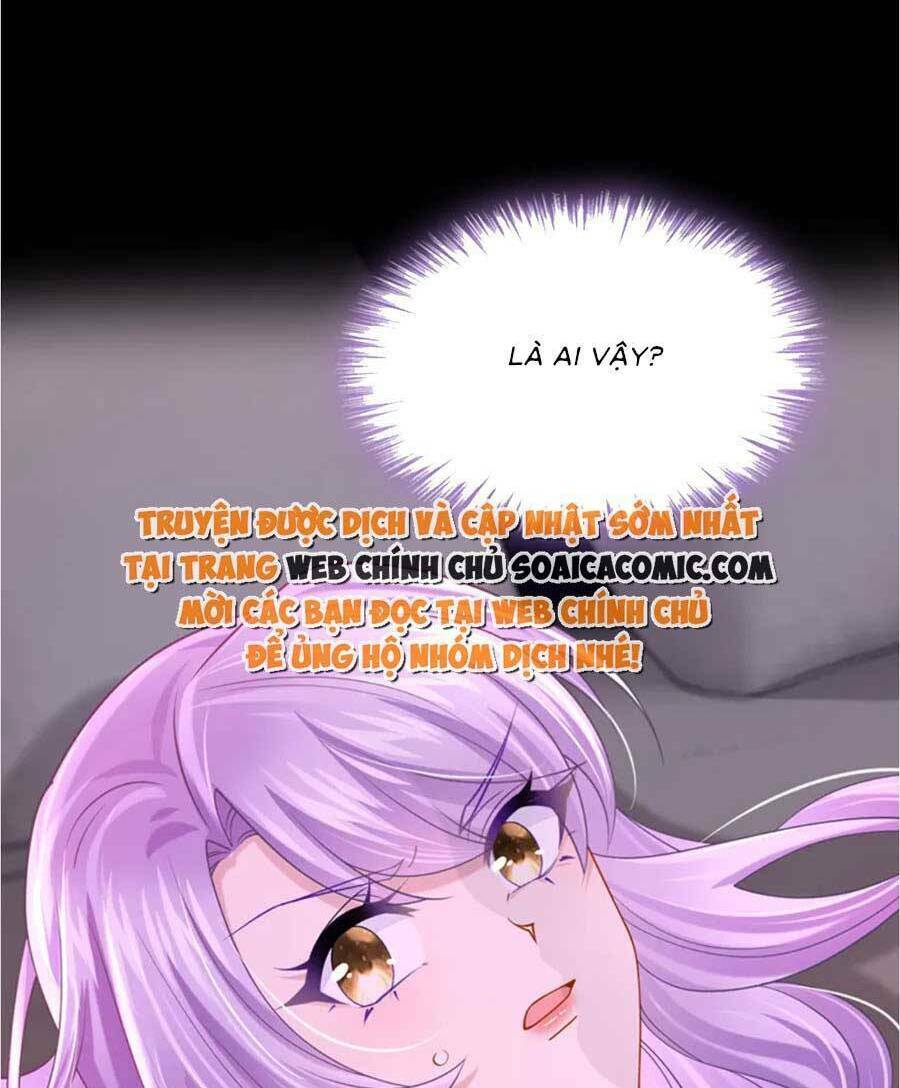 LÀ AI VẬY?
TRUYỆN ĐƯỢC DỊCH VÀ CẬP NHẬT SỚM NHẤT
TẠI TRANG WEB CHÍNH CHỦ SOAICACOMIC.COM
MỜI CÁC BẠN ĐỌC TẠI WEB CHÍNH CHỦ
ĐỂ ỦNG HỘ NHÓM DỊCH NHÉ!